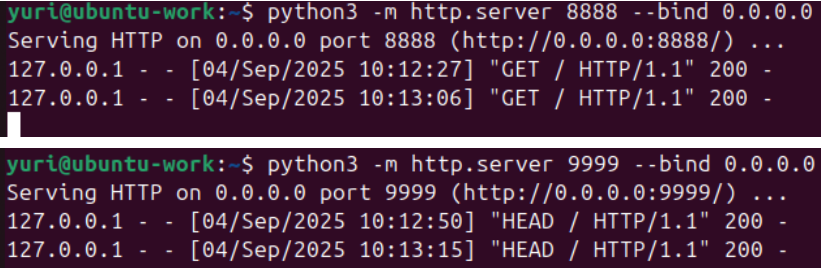 yuri@ubuntu-work:~$ python3 -m http.server 8888 --bind 0.0.0.0
Serving HTTP on 0.0.0.0 port 8888 (http://0.0.0.0:8888/) ...
127.0.0.1 - - [04/Sep/2025 10:12:27] "GET / HTTP/1.1" 200 -
127.0.0.1 - - [04/Sep/2025 10:13:06] "GET / HTTP/1.1" 200 -
yuri@ubuntu-work:~$ python3 -m http.server 9999 --bind 0.0.0.0
Serving HTTP on 0.0.0.0 port 9999 (http://0.0.0.0:9999/) ...
127.0.0.1 - - [04/Sep/2025 10:12:50] "HEAD / HTTP/1.1" 200 -
127.0.0.1 - - [04/Sep/2025 10:13:15] "HEAD / HTTP/1.1" 200 -